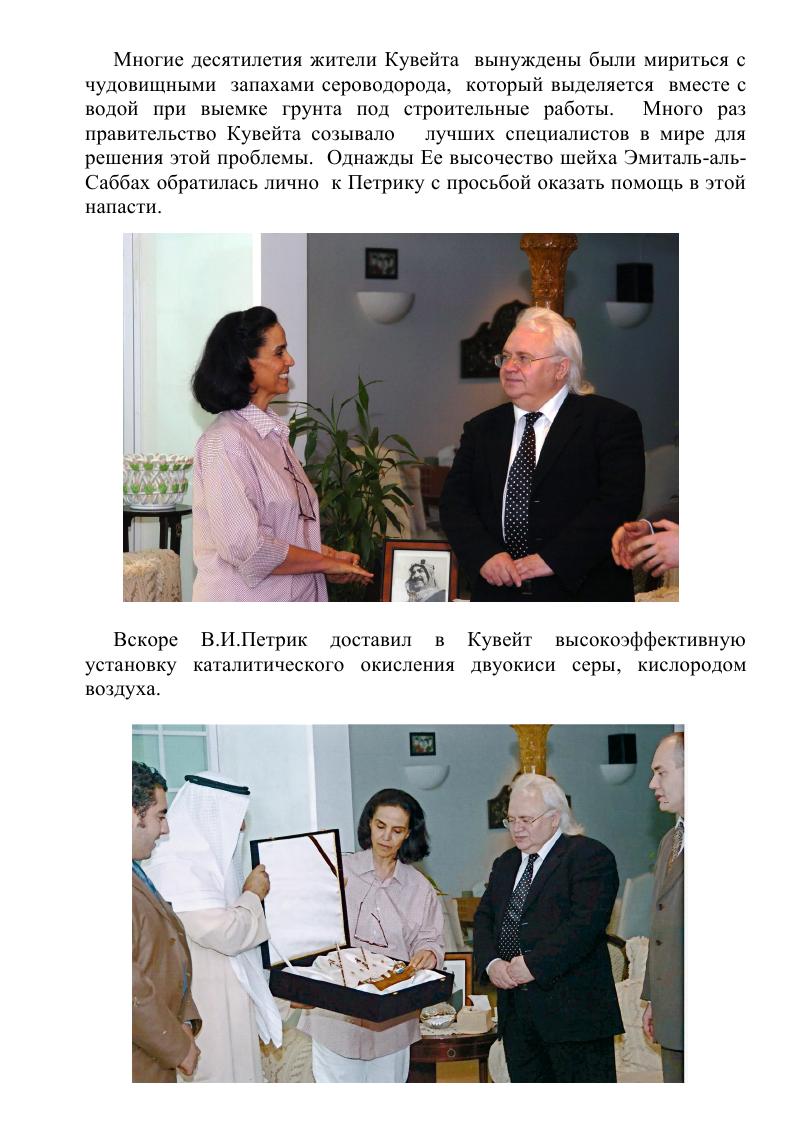 Многие десятилетия жители Кувейта вынуждены были мириться с
чудовищными запахами сероводорода, который выделяется вместе с
водой при выемке грунта под строительные работы. Много раз
правительство Кувейта созывало лучших специалистов в мире для
решения этой проблемы. Однажды Ее высочество шейха Эмиталь-аль-
Саббах обратилась лично к Петрику с просьбой оказать помощь в этой
напасти.
Вскоре В.И.Петрик доставил в Кувейт высокоэффективную
установку каталитического окисления двуокиси серы, кислородом
воздуха.